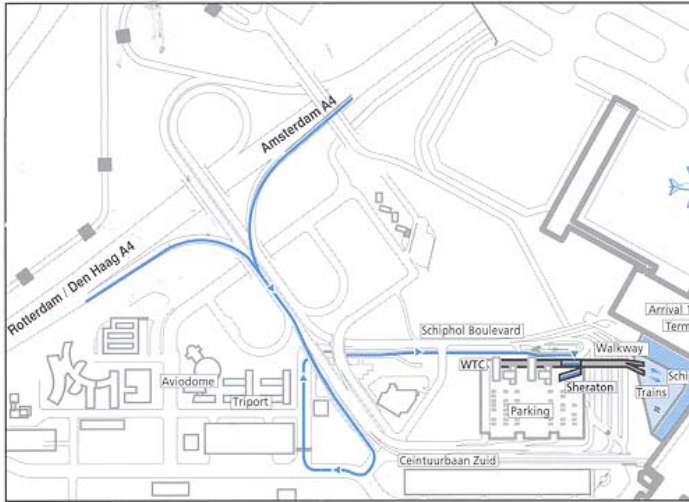 Amsterdam A4
Rotterdam / Den Haag A4
Arrival
Schiphol Boulevard
Walkway
WTC
Aviodome
Sheraton
Trains
Triport
Parking
Ceintuurbaan Zuid